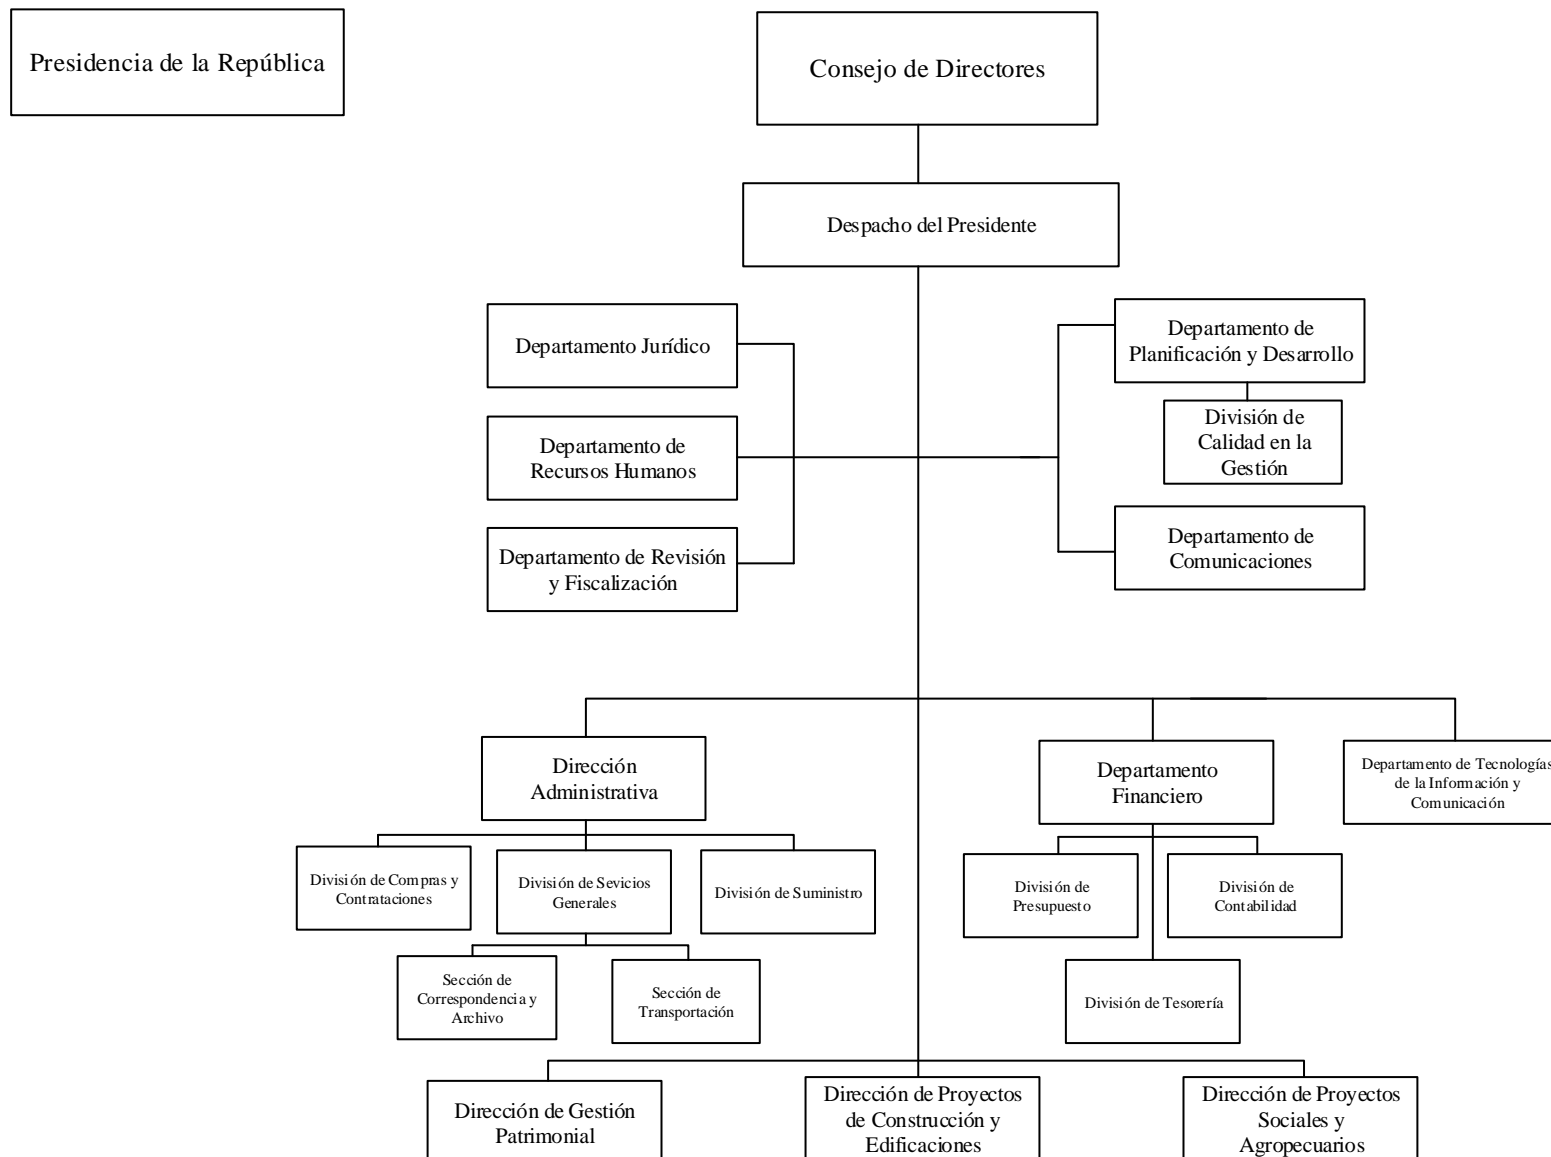 Presidencia de la República
Consejo de Directores
Despacho del Presidente
Departamento Jurídico
Departamento de
Recursos Humanos
Departamento de Revisión
y Fiscalización
Departamento de
Planificación y Desarrollo
División de
Calidad en la
Gestión
Departamento de
Comunicaciones
Dirección
Administrativa
Departamento
Financiero
Departamento de Tecnologías
de la Información y
Comunicación
División de Compras y
Contrataciones
División de Sevicios
Generales
División de Suministro
División de
Presupuesto
División de
Contabilidad
Sección de
Correspondencia y
Archivo
Sección de
Transportación
División de Tesorería
Dirección de Gestión
Patrimonial
Dirección de Proyectos
de Construcción y
Edificaciones
Dirección de Proyectos
Sociales y
Agropecuarios